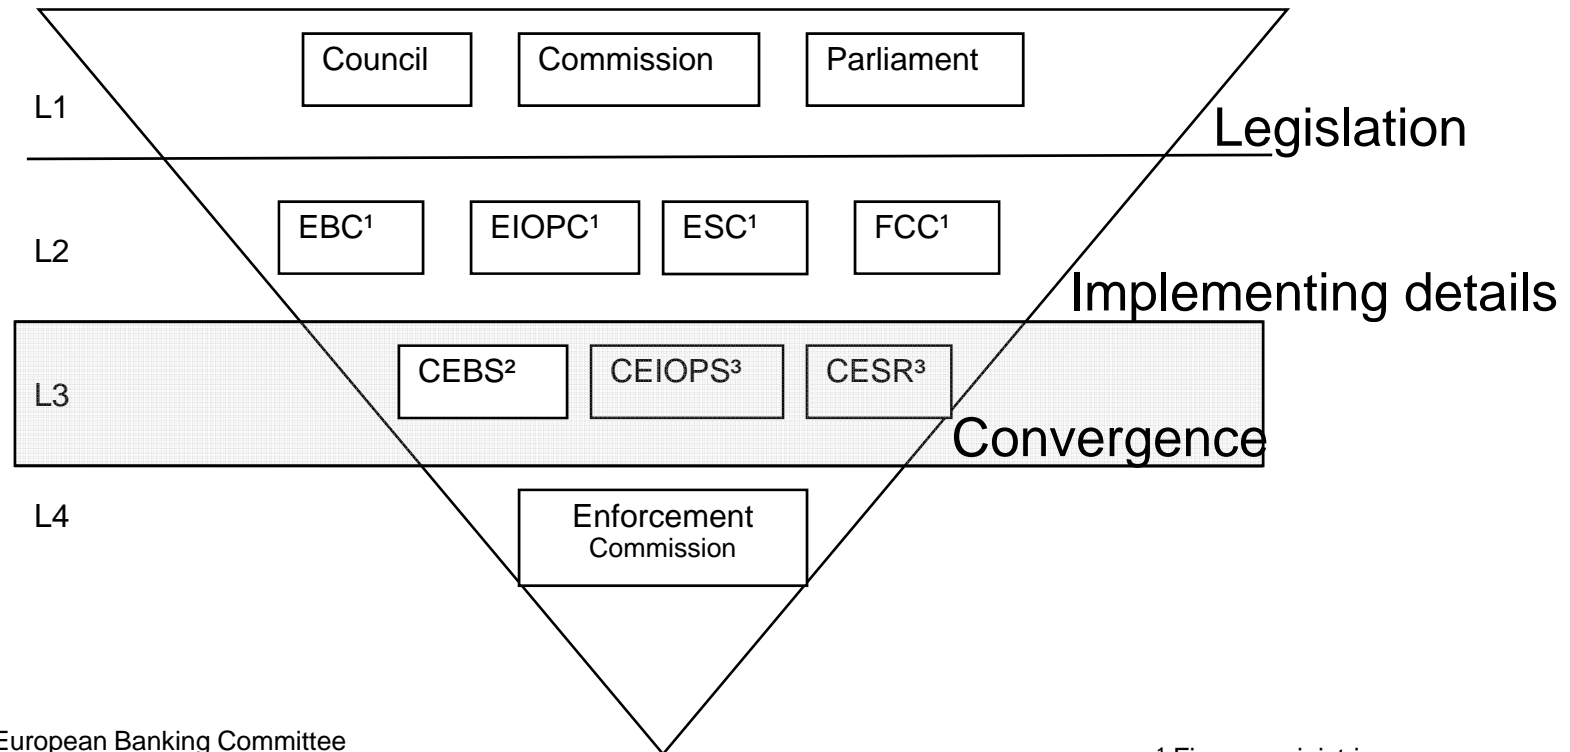 Council Commission Parliament
L1
Legislation
EBC¹ EIOPC¹ ESC¹ FCC¹
L2
Implementing details
CEBS² CEIOPS³ CESR³
L3
Convergence
L4
Enforcement
Commission
European Banking Committee